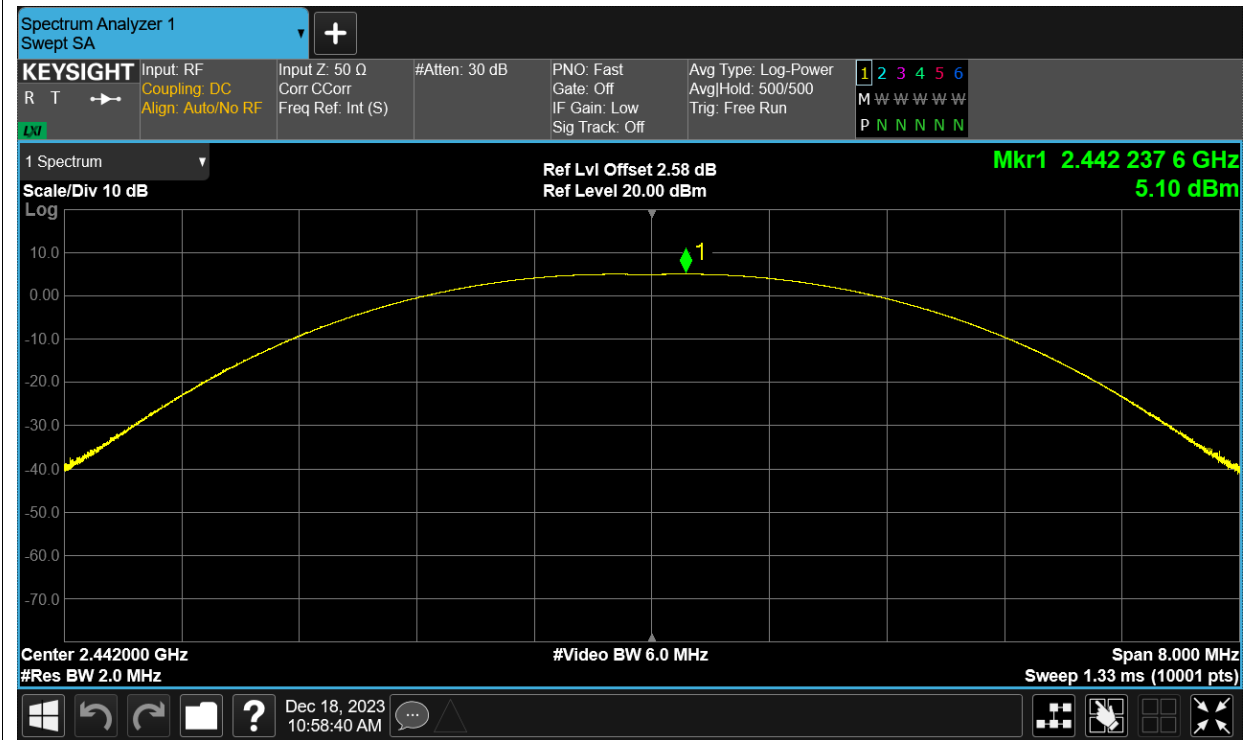 Spectrum Analyzer 1
Swept SA
KEYSIGHT
R T
LXI
Input: RF
Coupling: DC
Align: Auto/No RF
Input Z: 50 Ω
Corr CCorr
Freq Ref: Int (S)
#Atten: 30 dB
PNO: Fast
Gate: Off
IF Gain: Low
Sig Track: Off
Avg Type: Log-Power
Avg|Hold: 500/500
Trig: Free Run
1 2 3 4 5 6
M W W W W W
P N N N N N
1 Spectrum
Scale/Div 10 dB
Ref Lvl Offset 2.58 dB
Ref Level 20.00 dBm
Mkr1 2.442 237 6 GHz
5.10 dBm
Log
1
10.0
0.00
-10.0
-20.0
-30.0
-40.0
-50.0
-60.0
-70.0
Center 2.442000 GHz
#Res BW 2.0 MHz
#Video BW 6.0 MHz
Span 8.000 MHz
Sweep 1.33 ms (10001 pts)
?
Dec 18, 2023
10:58:40 AM